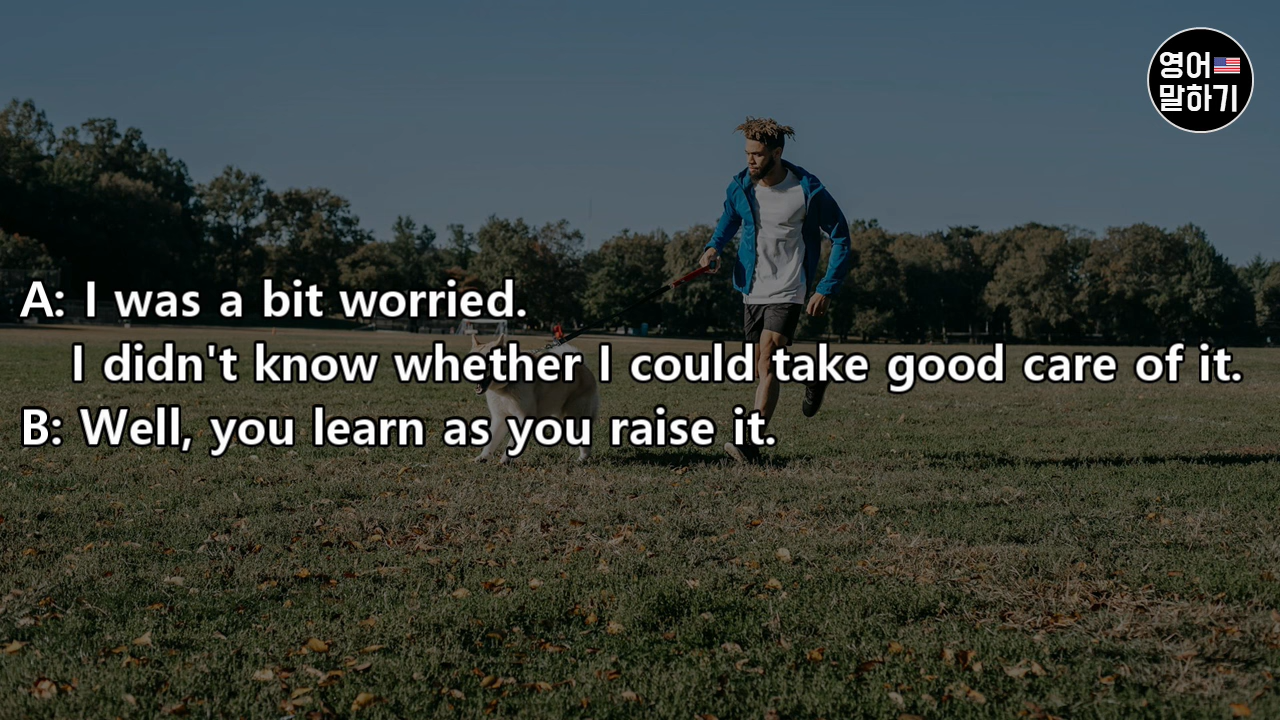 영어
말하기
A: I was a bit worried.
I didn't know whether I could take good care of it.
B: Well, you learn as you raise it.